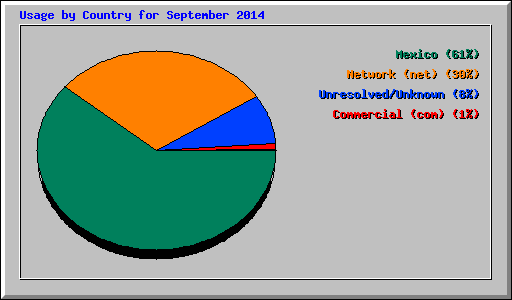 Usage by Country for September 2014
Mexico (61%)
Network (net) (30%)
Unresolved/Unknown (8%)
Commercial (com) (1%)